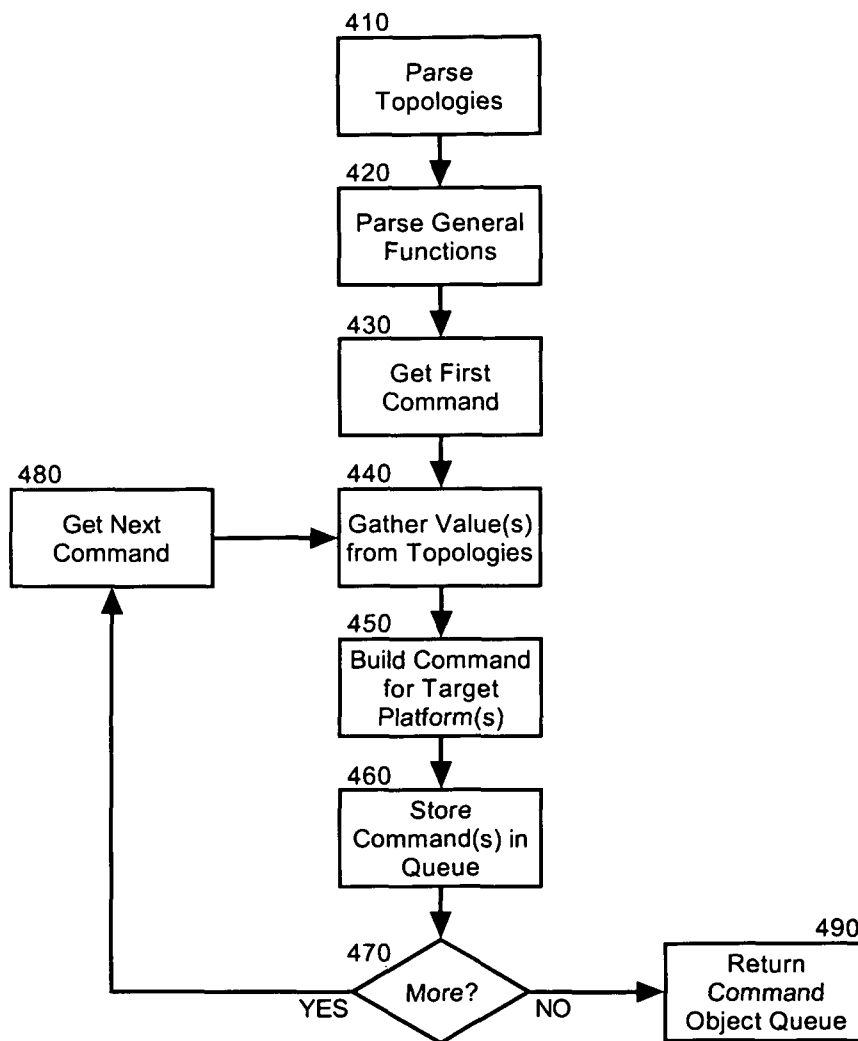 410
Parse
Topologies
420
Parse General
Functions
430
Get First
Command
480
Get Next
Command
440
Gather Value(s)
from Topologies
450
Build Command
for Target
Platform(s)
460
Store
Command(s) in
Queue
470
More?
YES
NO
490
Return
Command
Object Queue